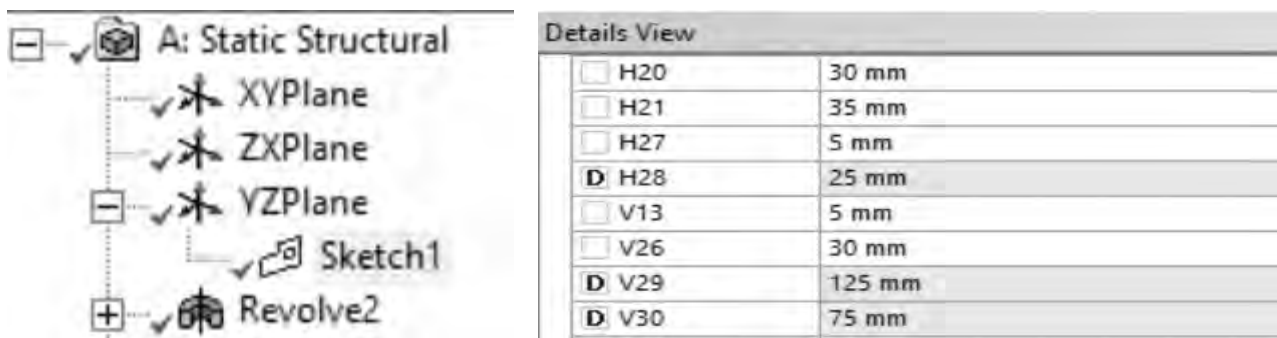 A: Static Structural
XYPlane
ZXPlane
YZPlane
Sketch1
Revolve2
Details View
H20 30 mm
H21 35 mm
H27 5 mm
D H28 25 mm
V13 5 mm
V26 30 mm
D V29 125 mm
D V30 75 mm